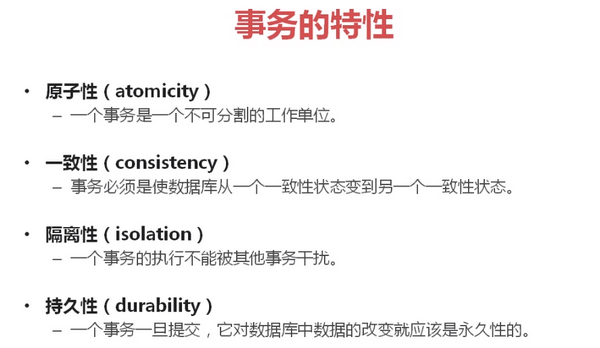 事务的特性
• 原子性（atomicity）
– 一个事务是一个不可分割的工作单位。
• 一致性（consistency）
– 事务必须是使数据库从一个一致性状态变到另一个一致性状态。
• 隔离性（isolation）
– 一个事务的执行不能被其他事务干扰。
• 持久性（durability）
– 一个事务一旦提交，它对数据库中数据的改变就应该是永久性的。